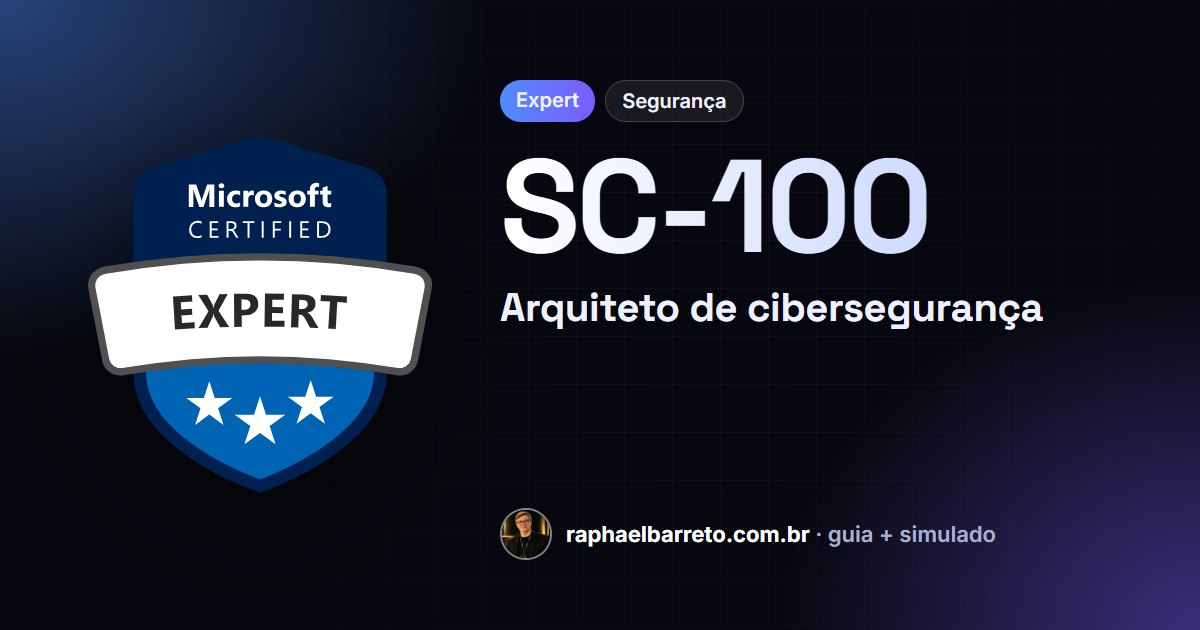 Microsoft
CERTIFIED
EXPERT
Expert
Segurança
SC-100
Arquiteto de cibersegurança
raphaelbarreto.com.br · guia + simulado